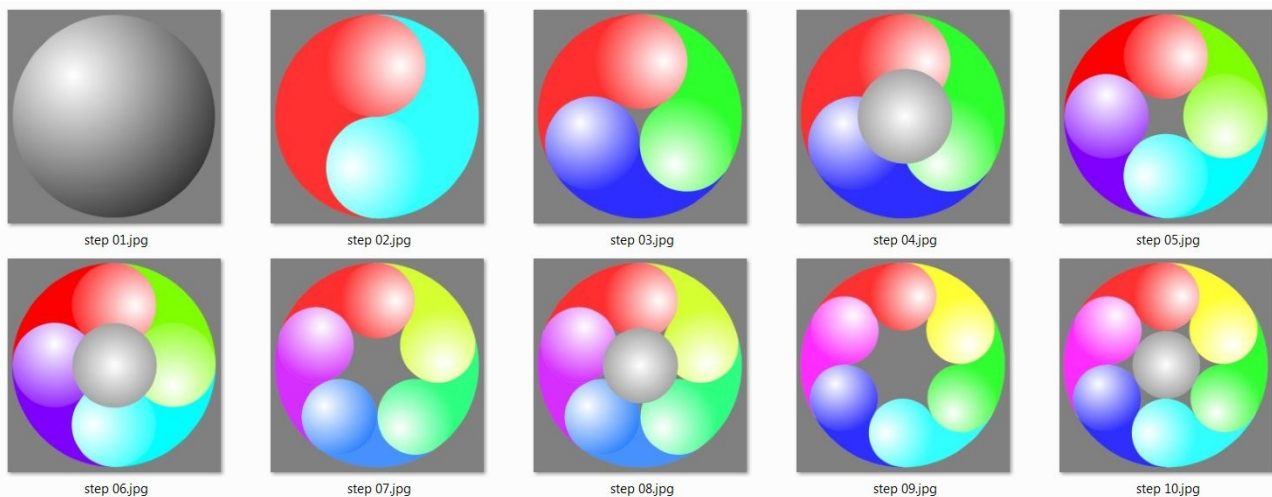 step 01.jpg
step 02.jpg
step 03.jpg
step 04.jpg
step 05.jpg
step 06.jpg
step 07.jpg
step 08.jpg
step 09.jpg
step 10.jpg